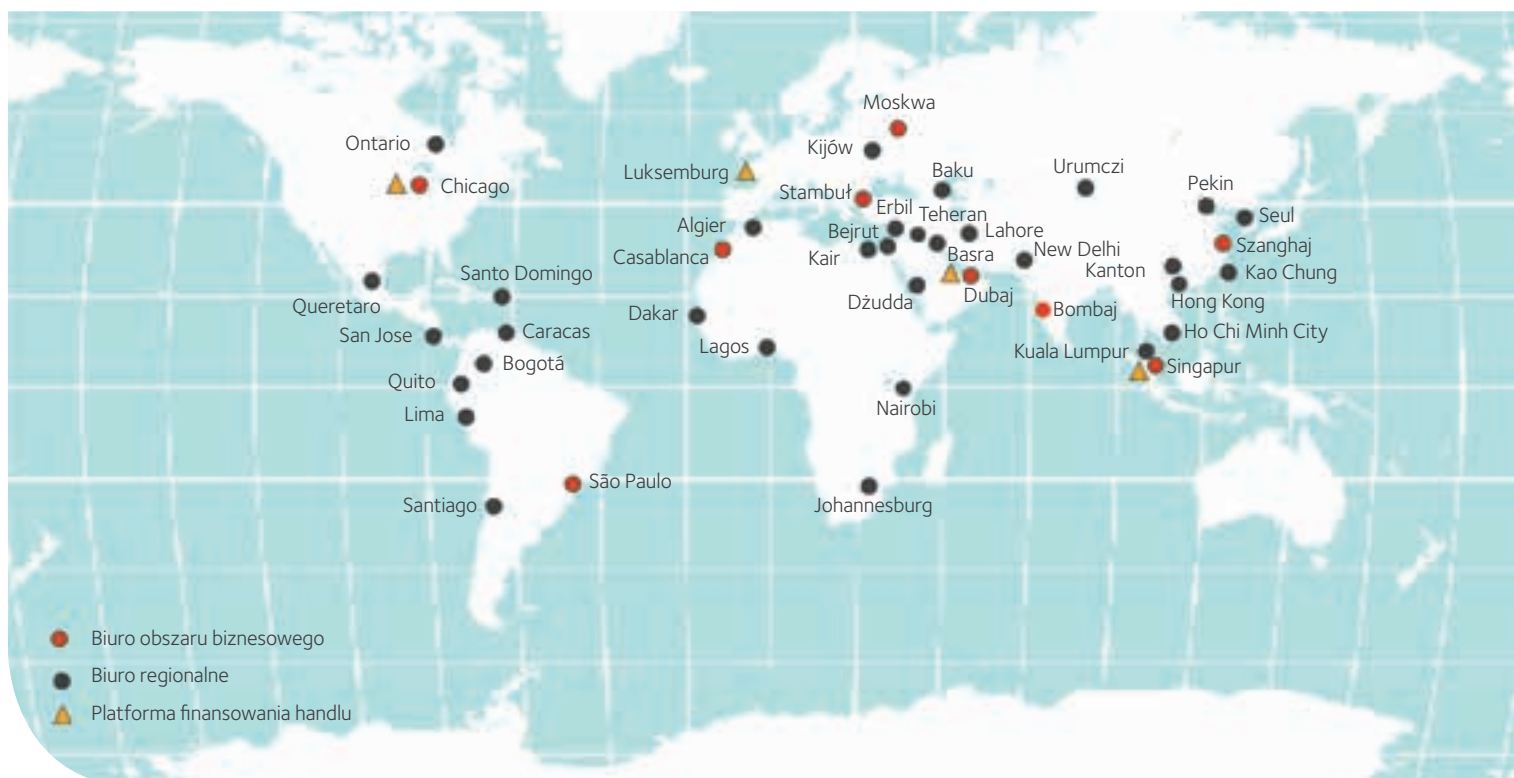 Moskwa
Ontario
Kijów
Luksemburg
Baku
Urumczi
Chicago
Stambuł
Pekin
Erbil
Teheran
Seul
Algier
Bejrut
Lahore
Szanghaj
Casablanca
Kair
Basra
New Delhi
Kanton
Kao Chung
Santo Domingo
Queretaro
Dżudda
Dubaj
Hong Kong
Dakar
Bombaj
San Jose
Caracas
Ho Chi Minh City
Lagos
Kuala Lumpur
Bogotá
Singapur
Quito
Nairobi
Lima
São Paulo
Santiago
Johannesburg
Biuro obszaru biznesowego
Biuro regionalne
Platforma finansowania handlu